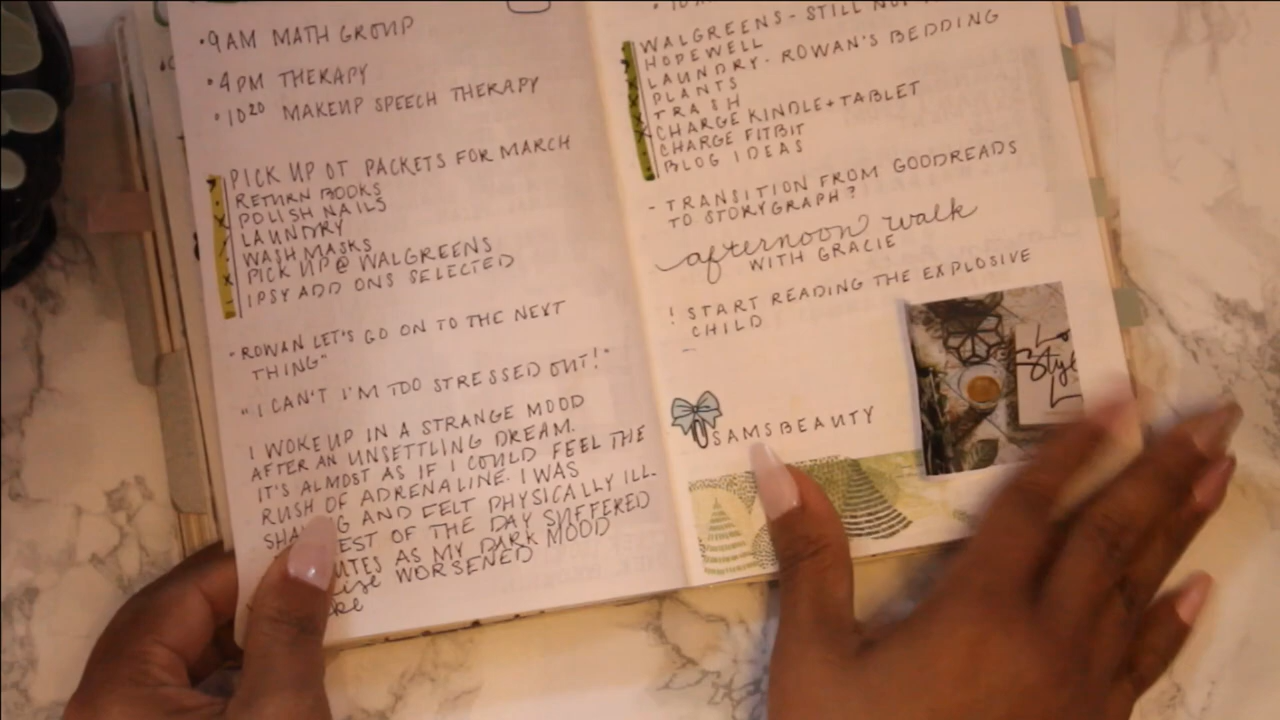 •9AM MATH GROUP
•4PM THERAPY
•10²⁰ MAKEUP SPEECH THERAPY
PICK UP OT PACKETS FOR MARCH
RETURN BOOKS
POLISH NAILS
LAUNDRY
WASH MASKS
PICK UP @ WALGREENS
IPSY ADD ONS SELECTED
"ROWAN LET'S GO ON TO THE NEXT
THING"
"I CAN'T I'M TOO STRESSED OUT!"
I WOKE UP IN A STRANGE MOOD
AFTER AN UNSETTLING DREAM.
IT'S ALMOST AS IF I COULD FEEL THE
RUSH OF ADRENALINE. I WAS
AND FELT PHYSICALLY ILL.
OF THE DAY SUFFERED
AS MY DARK MOOD
WORSENED
WALGREENS - STILL NOT
HOPEWELL
LAUNDRY - ROWAN'S BEDDING
PLANTS
TRASH
CHARGE KINDLE + TABLET
CHARGE FITBIT
BLOG IDEAS
- TRANSITION FROM GOODREADS
TO STORYGRAPH?
afternoon walk
WITH GRACIE
! START READING THE EXPLOSIVE
CHILD
-
SAMSBEAUTY